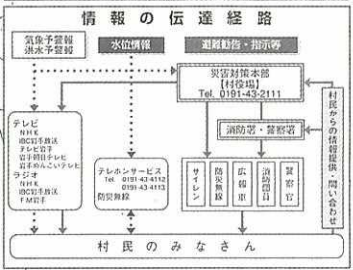 情報の伝達経路
気象予警報
洪水予警報
水位情報
避難勧告・指示等
災害対策本部
【村役場】
Tel. 0191-43-2111
消防署・警察署
テレビ
NHK
IBC岩手放送
テレビ岩手
岩手朝日テレビ
岩手めんこいテレビ
ラジオ
NHK
IBC岩手放送
FM岩手
テレホンサービス
Tel. 0191-43-4112
0191-43-4113
防災無線
サイレン
防災無線
広報車
消防団員
警察官
村民からの情報提供・問い合わせ
村民のみなさん